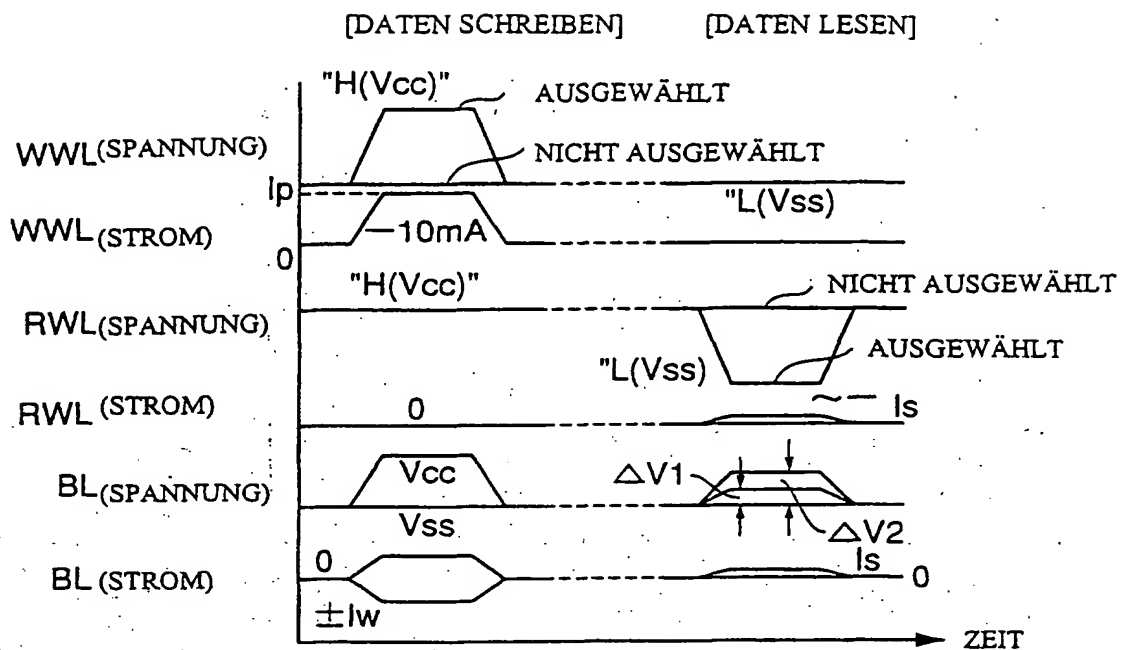 [DATEN SCHREIBEN] [DATEN LESEN]
"H(Vcc)" AUSGEWÄHLT
WWL(SPANNUNG) NICHT AUSGEWÄHLT
Ip "L(Vss)
WWL(STROM) —10mA
0
"H(Vcc)" NICHT AUSGEWÄHLT
RWL(SPANNUNG)
"L(Vss) AUSGEWÄHLT
RWL(STROM) 0 ~— Is
BL(SPANNUNG) Vcc △V1
Vss △V2
BL(STROM) 0 Is 0
±Iw
ZEIT